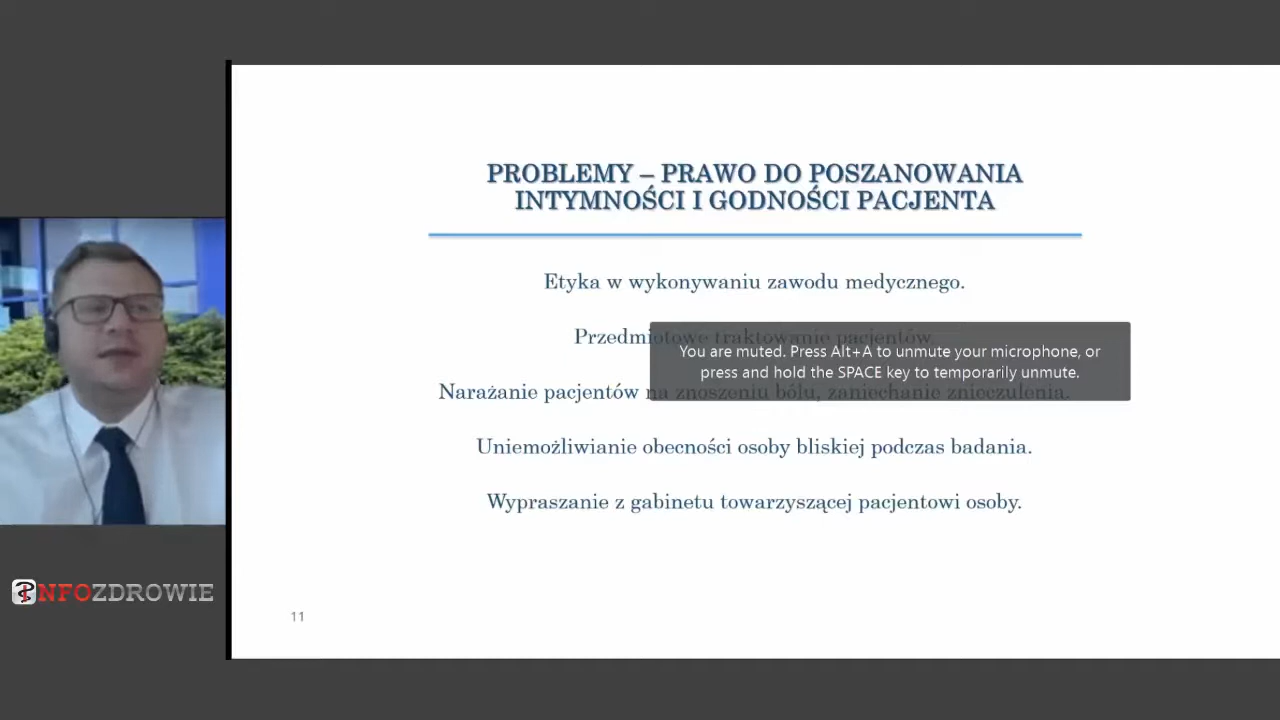 PROBLEMY – PRAWO DO POSZANOWANIA
INTYMNOŚCI I GODNOŚCI PACJENTA
Etyka w wykonywaniu zawodu medycznego.
Przedmiotowe traktowanie pacjentów.
You are muted. Press Alt+A to unmute your microphone, or
press and hold the SPACE key to temporarily unmute.
Narażanie pacjentów na znoszeniu bólu, zaniechanie znieczulenia.
Uniemożliwianie obecności osoby bliskiej podczas badania.
Wypraszanie z gabinetu towarzyszącej pacjentowi osoby.
INFOZDROWIE
11